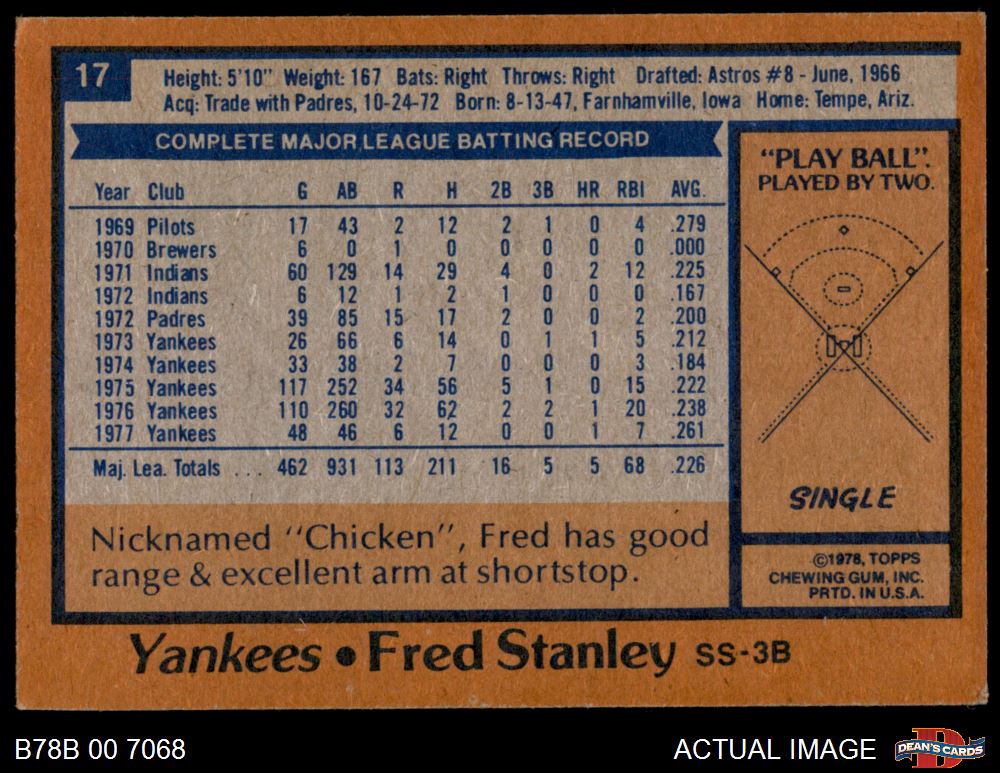 17
Height: 5'10" Weight: 167 Bats: Right Throws: Right Drafted: Astros #8 - June, 1966
Acq: Trade with Padres, 10-24-72 Born: 8-13-47, Farnhamville, Iowa Home: Tempe, Ariz.
COMPLETE MAJOR LEAGUE BATTING RECORD
Year Club G AB R H 2B 3B HR RBI AVG.
1969 Pilots 17 43 2 12 2 1 0 4 .279
1970 Brewers 6 0 1 0 0 0 0 0 .000
1971 Indians 60 129 14 29 4 0 2 12 .225
1972 Indians 6 12 1 2 1 0 0 0 .167
1972 Padres 39 85 15 17 2 0 0 2 .200
1973 Yankees 26 66 6 14 0 1 1 5 .212
1974 Yankees 33 38 2 7 0 0 0 3 .184
1975 Yankees 117 252 34 56 5 1 0 15 .222
1976 Yankees 110 260 32 62 2 2 1 20 .238
1977 Yankees 48 46 6 12 0 0 1 7 .261
Maj. Lea. Totals ... 462 931 113 211 16 5 5 68 .226
Nicknamed "Chicken", Fred has good
range & excellent arm at shortstop.
"PLAY BALL".
PLAYED BY TWO.
SINGLE
©1978, TOPPS
CHEWING GUM, INC.
PRTD. IN U.S.A.
Yankees • Fred Stanley SS-3B
B78B 00 7068
ACTUAL IMAGE
D
DEAN'S CARDS